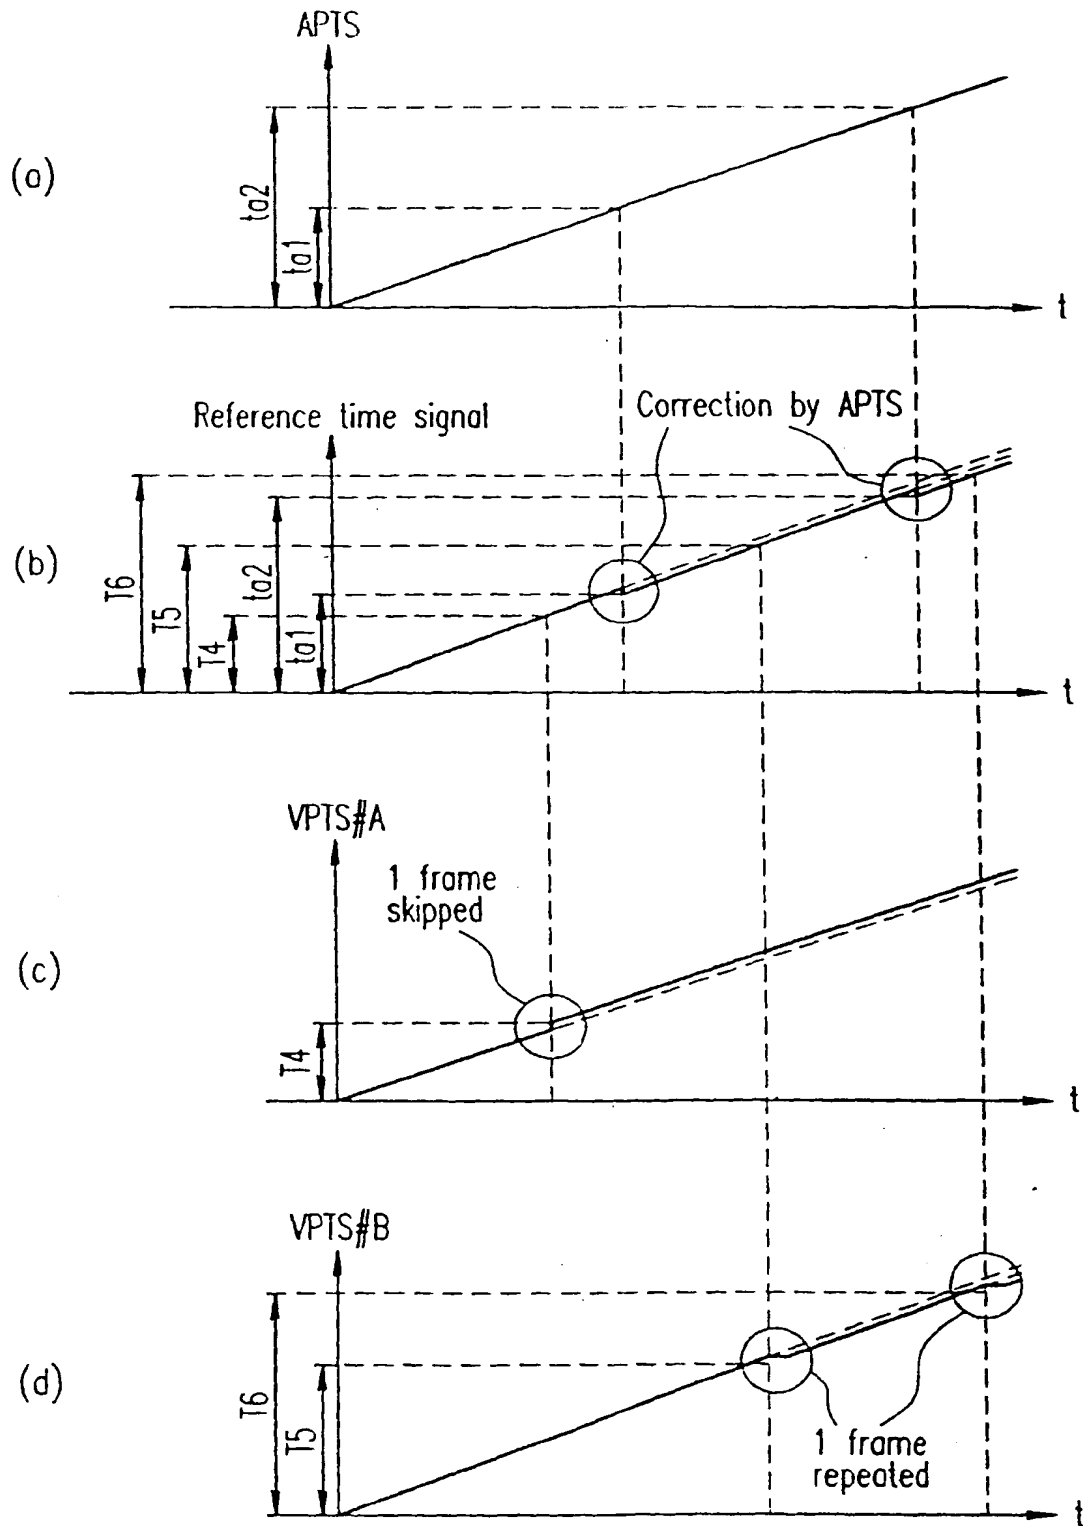 APTS
(a)
ta2
ta1
t
Reference time signal
Correction by APTS
(b)
T6
T5
T4
ta2
ta1
t
VPTS#A
1 frame
skipped
(c)
T4
t
VPTS#B
(d)
T6
T5
1 frame
repeated
t